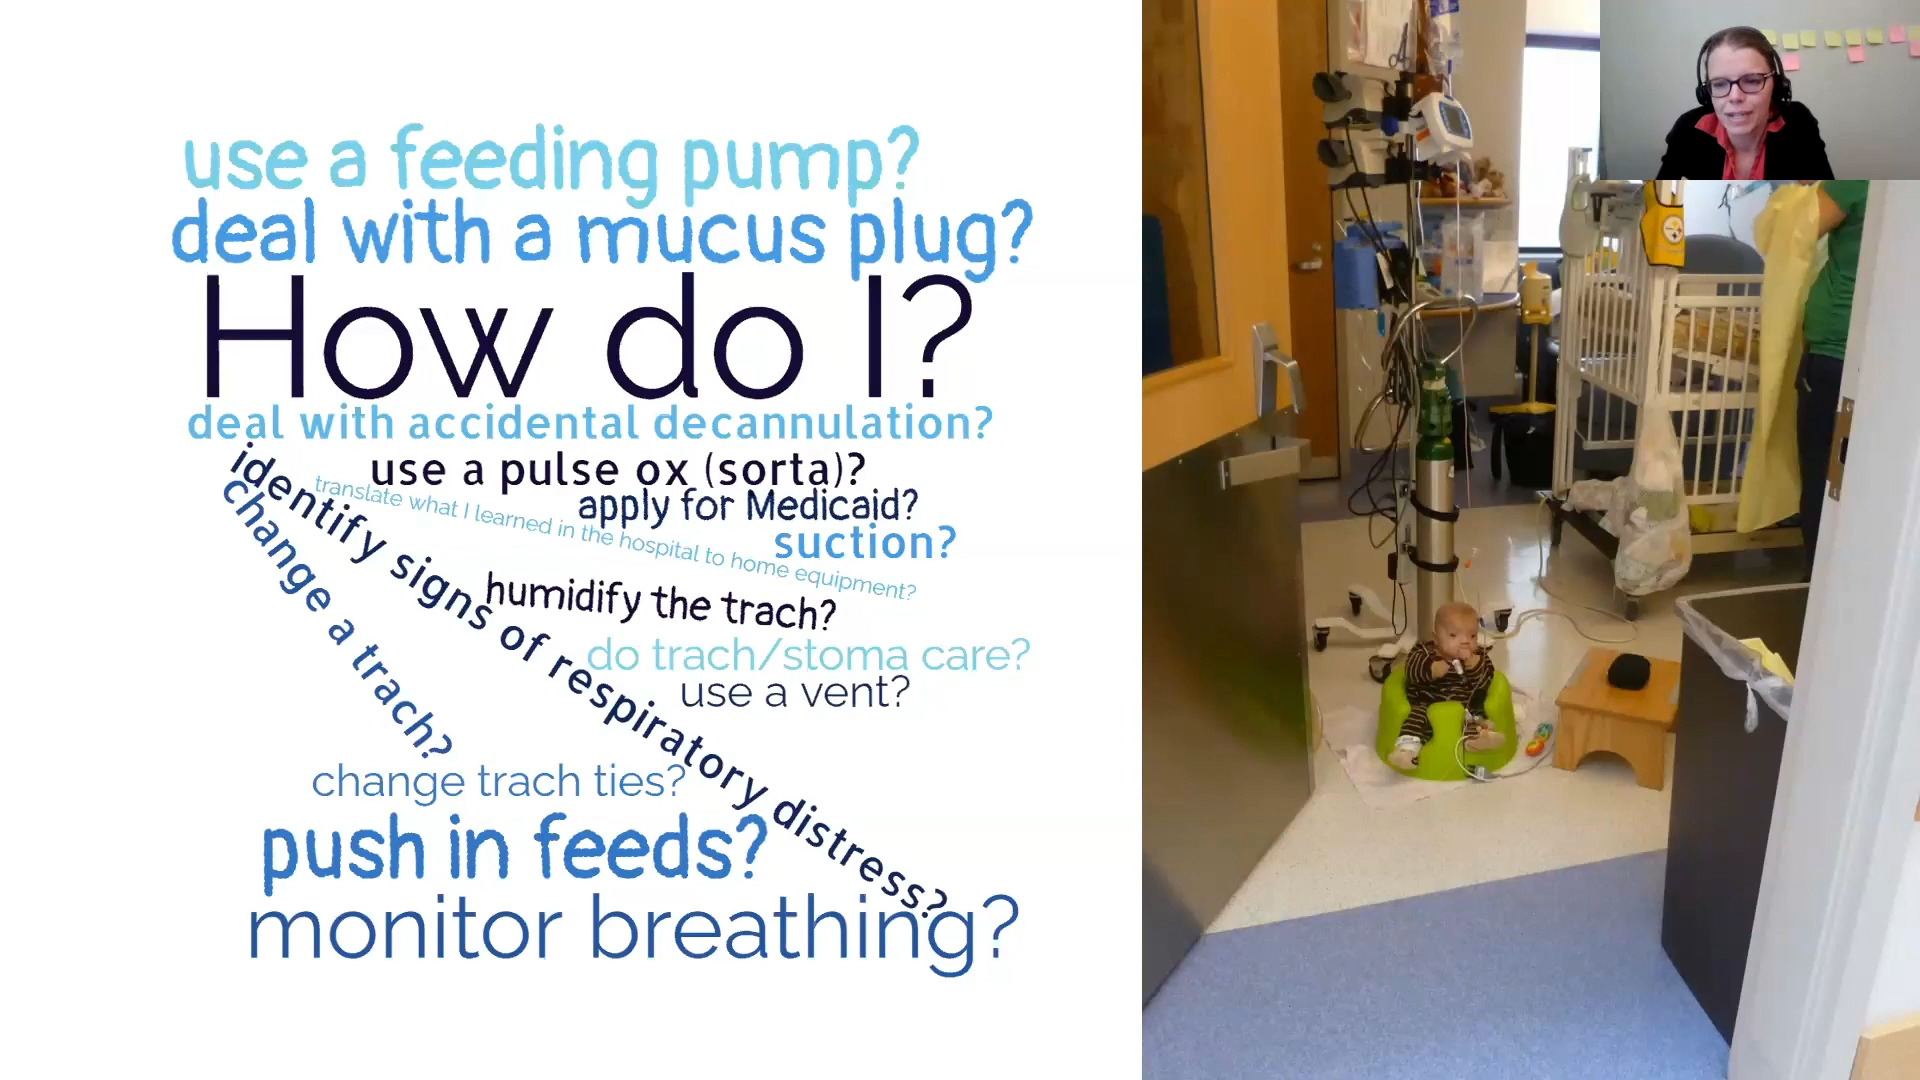 use a feeding pump?
deal with a mucus plug?
How do I?
deal with accidental decannulation?
use a pulse ox (sorta)?
identify signs of respiratory distress?
translate what I learned in the hospital to home equipment?
apply for Medicaid?
change a trach?
suction?
humidify the trach?
do trach/stoma care?
use a vent?
change trach ties?
push in feeds?
monitor breathing?